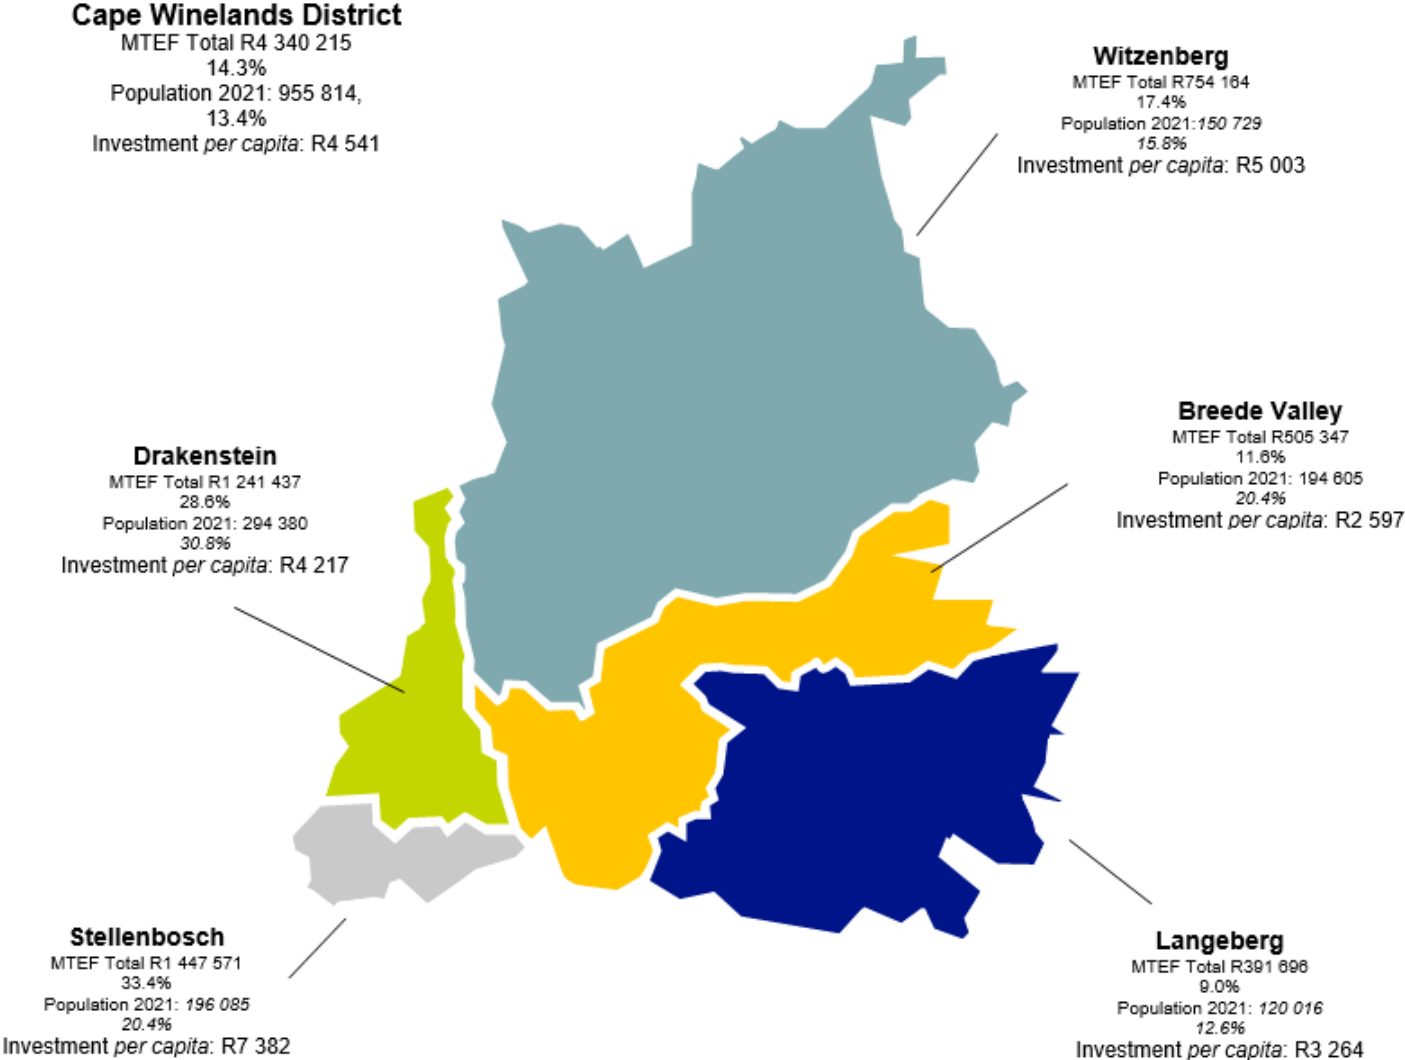 Cape Winelands District
MTEF Total R4 340 215
14.3%
Population 2021: 955 814,
13.4%
Investment per capita: R4 541
Witzenberg
MTEF Total R754 164
17.4%
Population 2021:150 729
15.8%
Investment per capita: R5 003
Breede Valley
MTEF Total R505 347
11.6%
Population 2021: 194 605
20.4%
Investment per capita: R2 597
Drakenstein
MTEF Total R1 241 437
28.6%
Population 2021: 294 380
30.8%
Investment per capita: R4 217
Stellenbosch
MTEF Total R1 447 571
33.4%
Population 2021: 196 085
20.4%
Investment per capita: R7 382
Langeberg
MTEF Total R391 696
9.0%
Population 2021: 120 016
12.6%
Investment per capita: R3 264